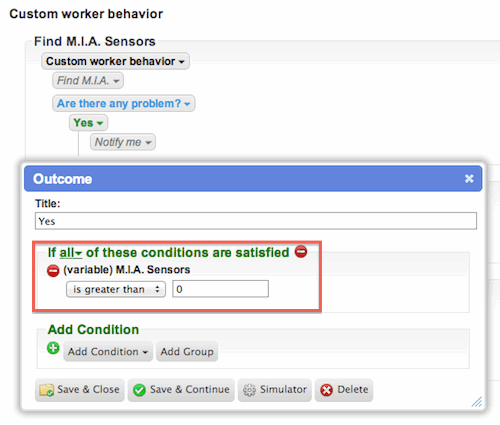 Custom worker behavior
Find M.I.A. Sensors
Custom worker behavior
Find M.I.A.
Are there any problem?
Yes
Notify me
Outcome
Title:
Yes
If all of these conditions are satisfied
(variable) M.I.A. Sensors
is greater than 0
Add Condition
Add Condition Add Group
Save & Close Save & Continue Simulator Delete